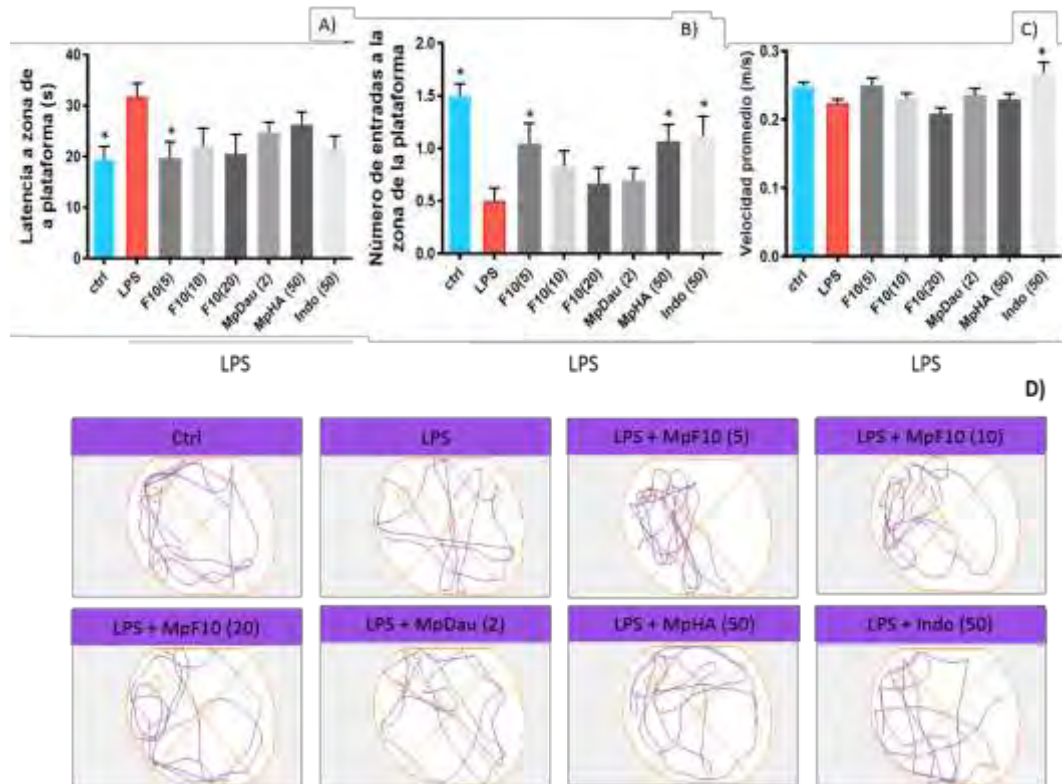 A)
Latencia a zona de
a plataforma (s)
40
30
20
10
0
*
*
ctrl
LPS
F10(5)
F10(10)
F10(20)
MpDau (2)
MpHA (50)
Indo (50)
LPS
B)
Número de entradas a la
zona de la plataforma
2.0
1.5
1.0
0.5
0.0
*
*
*
*
ctrl
LPS
F10(5)
F10(10)
F10(20)
MpDau (2)
MpHA (50)
Indo (50)
LPS
C)
Velocidad promedio (m/s)
0.3
0.2
0.1
0.0
*
ctrl
LPS
F10(5)
F10(10)
F10(20)
MpDau (2)
MpHA (50)
Indo (50)
LPS
D)
Ctrl
LPS
LPS + MpF10 (5)
LPS + MpF10 (10)
LPS + MpF10 (20)
LPS + MpDau (2)
LPS + MpHA (50)
LPS + Indo (50)